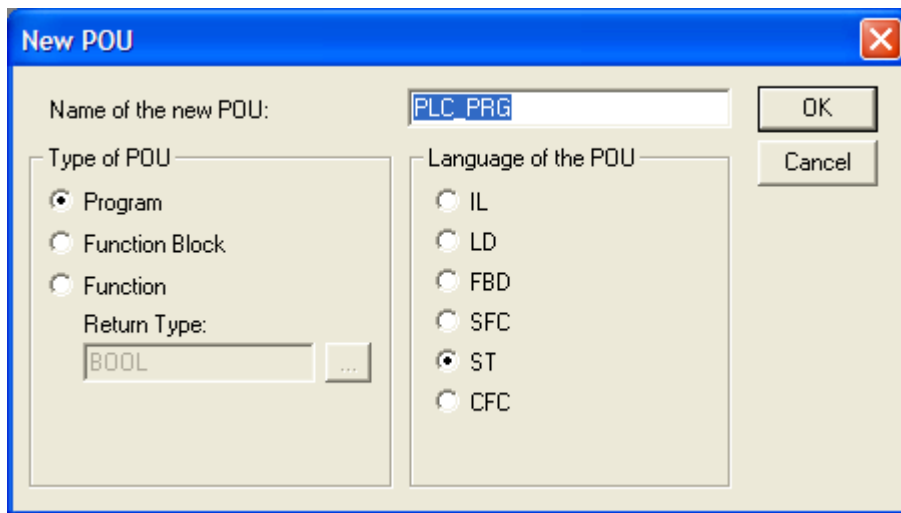 New POU
Name of the new POU:
PLC_PRG
OK
Cancel
Type of POU
Program
Function Block
Function
Return Type:
BOOL
...
Language of the POU
IL
LD
FBD
SFC
ST
CFC